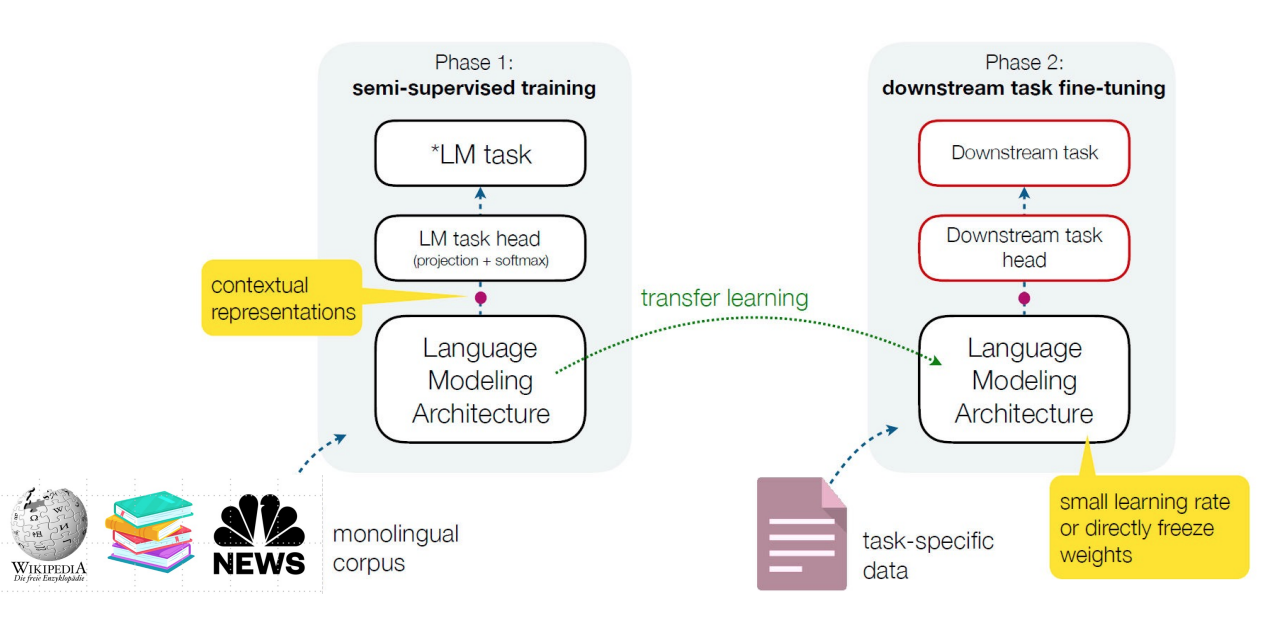 Phase 1:
semi-supervised training
*LM task
LM task head
(projection + softmax)
contextual
representations
Language
Modeling
Architecture
transfer learning
Phase 2:
downstream task fine-tuning
Downstream task
Downstream task
head
Language
Modeling
Architecture
small learning rate
or directly freeze
weights
WIKIPEDIA
Die freie Enzyklopädie
NEWS
monolingual
corpus
task-specific
data